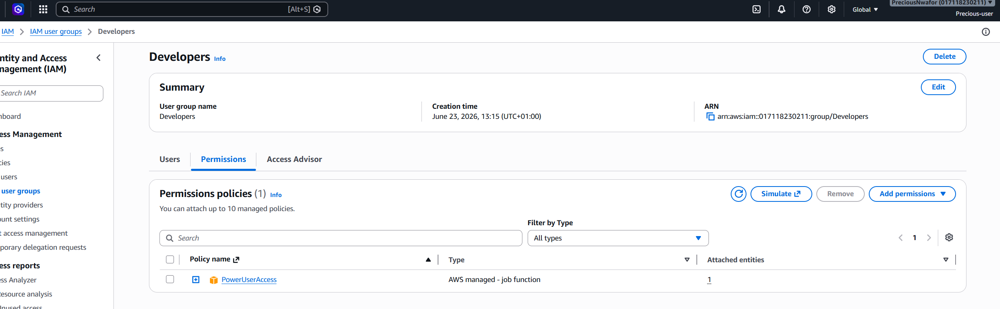 Search [Alt+S]
Global
PreciousNwafor (017118230211)
Precious-user
IAM > IAM user groups > Developers
ntity and Access
nagement (IAM)
Search IAM
nboard
ess Management
s
cies
users
user groups
tity providers
ount settings
t access management
porary delegation requests
ess reports
ess Analyzer
Resource analysis
Unused access
Developers Info
Delete
Summary
Edit
User group name
Developers
Creation time
June 23, 2026, 13:15 (UTC+01:00)
ARN
arn:aws:iam::017118230211:group/Developers
Users
Permissions
Access Advisor
Permissions policies (1) Info
You can attach up to 10 managed policies.
Simulate
Remove
Add permissions
Filter by Type
Search
All types
1
Policy name
Type
Attached entities
PowerUserAccess
AWS managed - job function
1